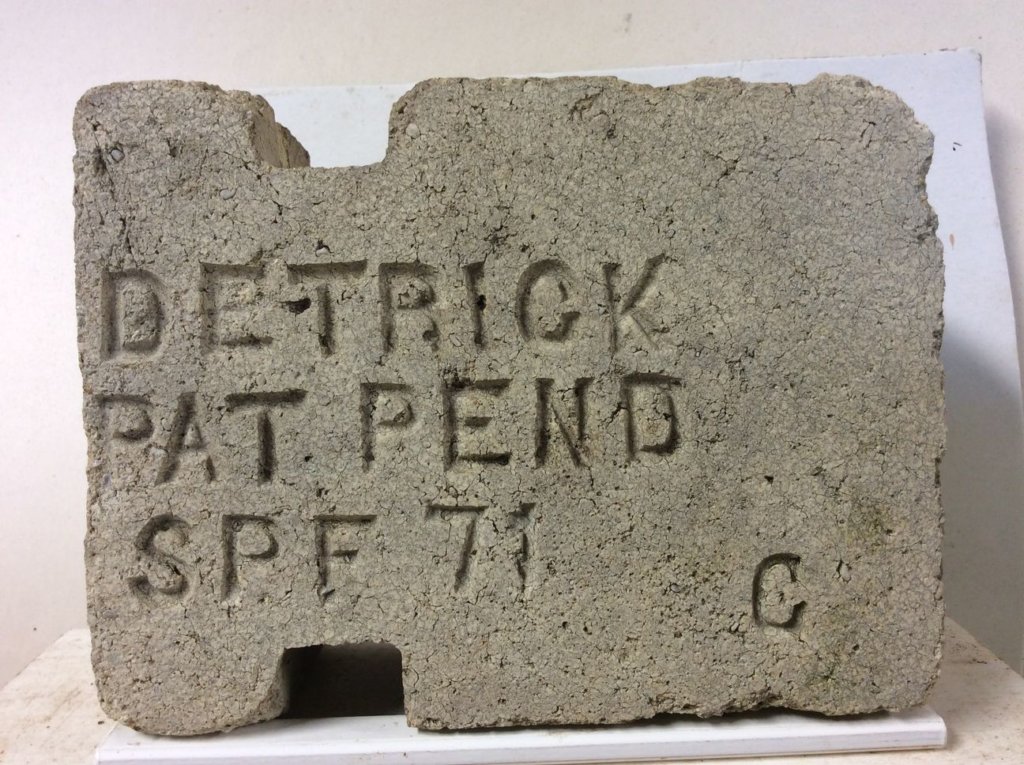 DETRICK
PAT PEND
SPF 71
C